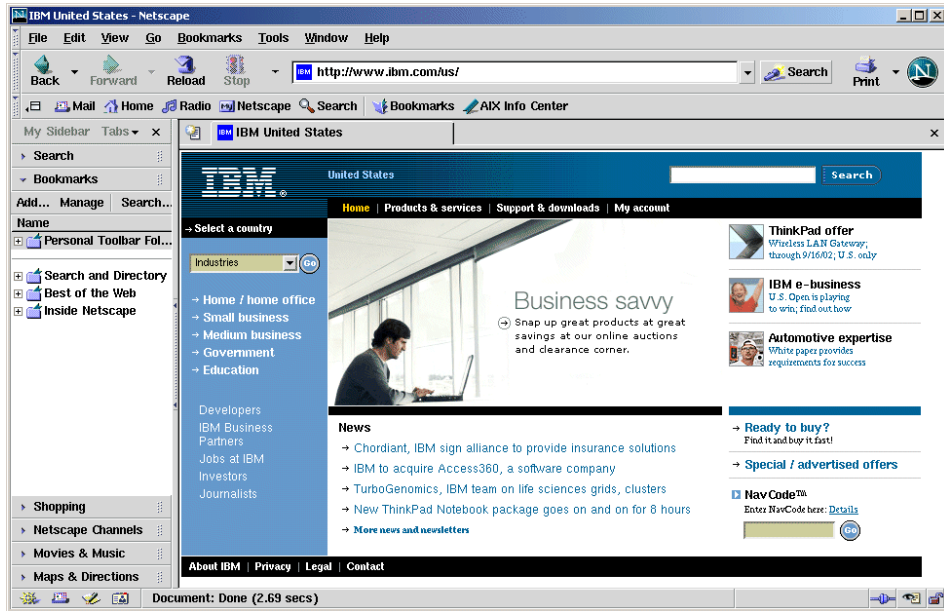 IBM United States - Netscape
File Edit View Go Bookmarks Tools Window Help
Back Forward Reload Stop IBM http://www.ibm.com/us/ Search Print N
Mail Home Radio Netscape Search Bookmarks AIX Info Center
My Sidebar Tabs
IBM IBM United States
Search
Bookmarks
Add... Manage Search...
Name
Personal Toolbar Fol...
Search and Directory
Best of the Web
Inside Netscape
Shopping
Netscape Channels
Movies & Music
Maps & Directions
IBM®
United States
Search
Home | Products & services | Support & downloads | My account
Select a country
Industries Go
Home / home office
Small business
Medium business
Government
Education
Developers
IBM Business
Partners
Jobs at IBM
Investors
Journalists
Business savvy
Snap up great products at great
savings at our online auctions
and clearance corner.
ThinkPad offer
Wireless LAN Gateway;
through 9/16/02; U.S. only
IBM e-business
U.S. Open is playing
to win; find out how
Automotive expertise
White paper provides
requirements for success
News
Chordiant, IBM sign alliance to provide insurance solutions
IBM to acquire Access360, a software company
TurboGenomics, IBM team on life sciences grids, clusters
New ThinkPad Notebook package goes on and on for 8 hours
More news and newsletters
Ready to buy?
Find it and buy it fast!
Special / advertised offers
NavCode™
Enter NavCode here: Details
Go
About IBM | Privacy | Legal | Contact
Document: Done (2.69 secs)